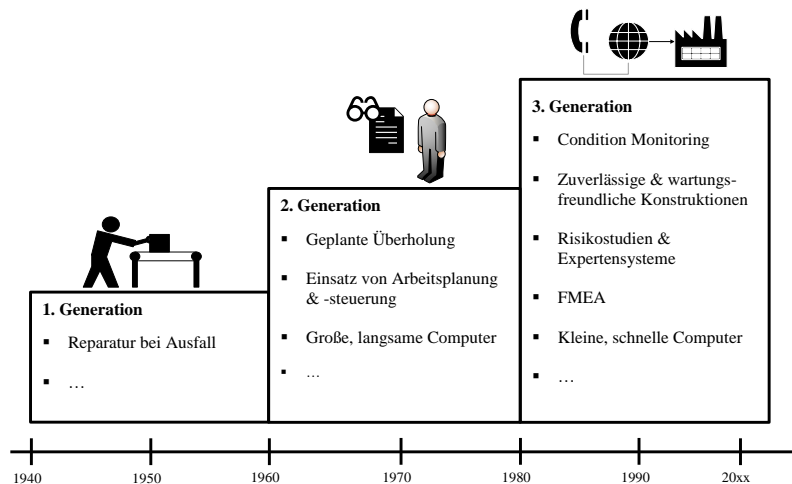 3. Generation
▪ Condition Monitoring
▪ Zuverlässige & wartungs-
freundliche Konstruktionen
▪ Risikostudien &
Expertensysteme
▪ FMEA
▪ Kleine, schnelle Computer
▪ …
2. Generation
▪ Geplante Überholung
▪ Einsatz von Arbeitsplanung
& -steuerung
▪ Große, langsame Computer
▪ …
1. Generation
▪ Reparatur bei Ausfall
▪ …
1940 1950 1960 1970 1980 1990 20xx